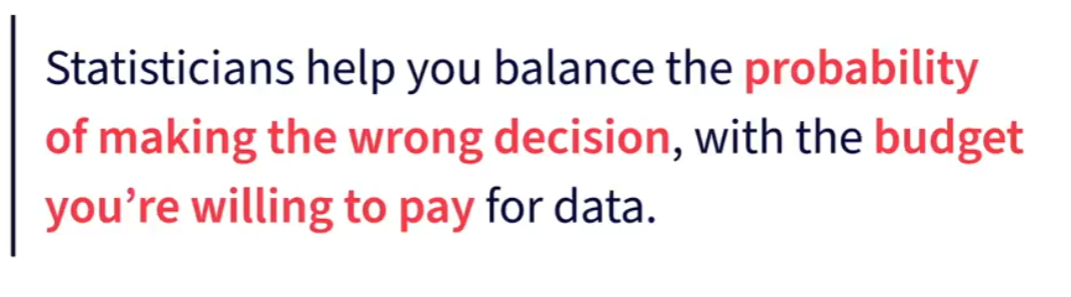 Statisticians help you balance the probability
of making the wrong decision, with the budget
you’re willing to pay for data.